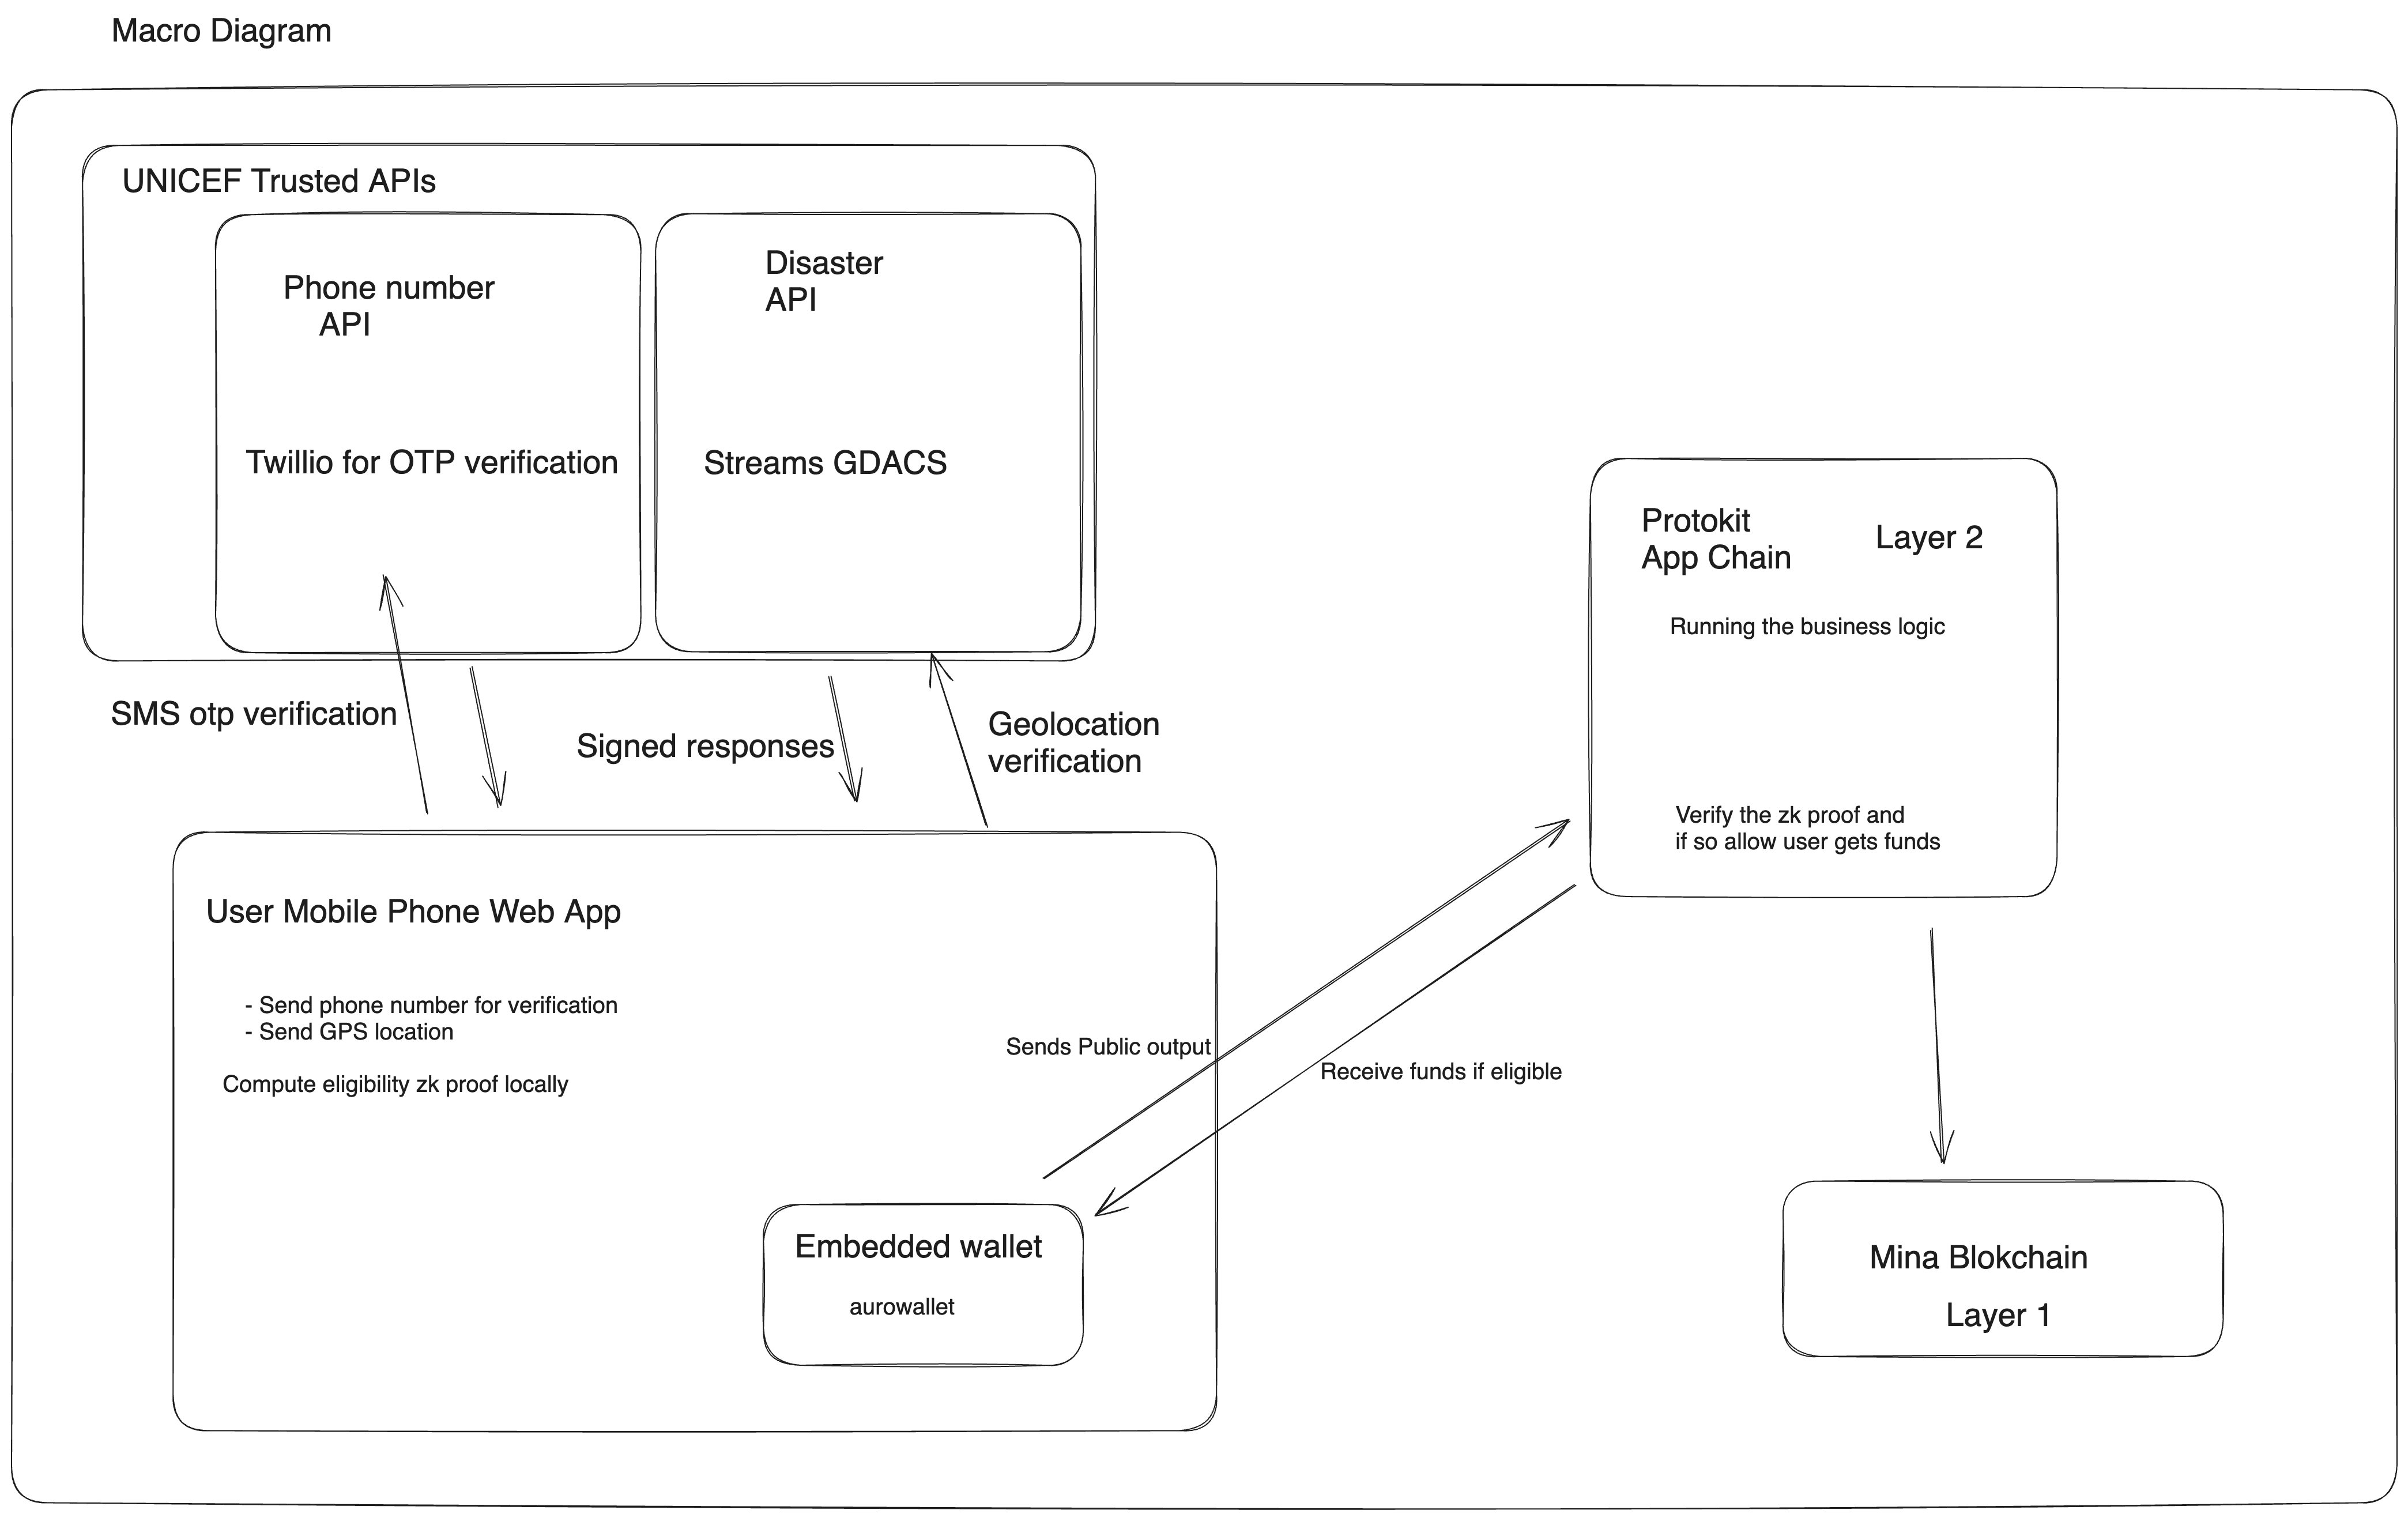 Macro Diagram
UNICEF Trusted APIs
Phone number
API
Twillio for OTP verification
Disaster
API
Streams GDACS
SMS otp verification
Signed responses
Geolocation
verification
User Mobile Phone Web App
- Send phone number for verification
- Send GPS location
Compute eligibility zk proof locally
Embedded wallet
aurowallet
Sends Public output
Receive funds if eligible
Protokit
App Chain
Layer 2
Running the business logic
Verify the zk proof and
if so allow user gets funds
Mina Blokchain
Layer 1